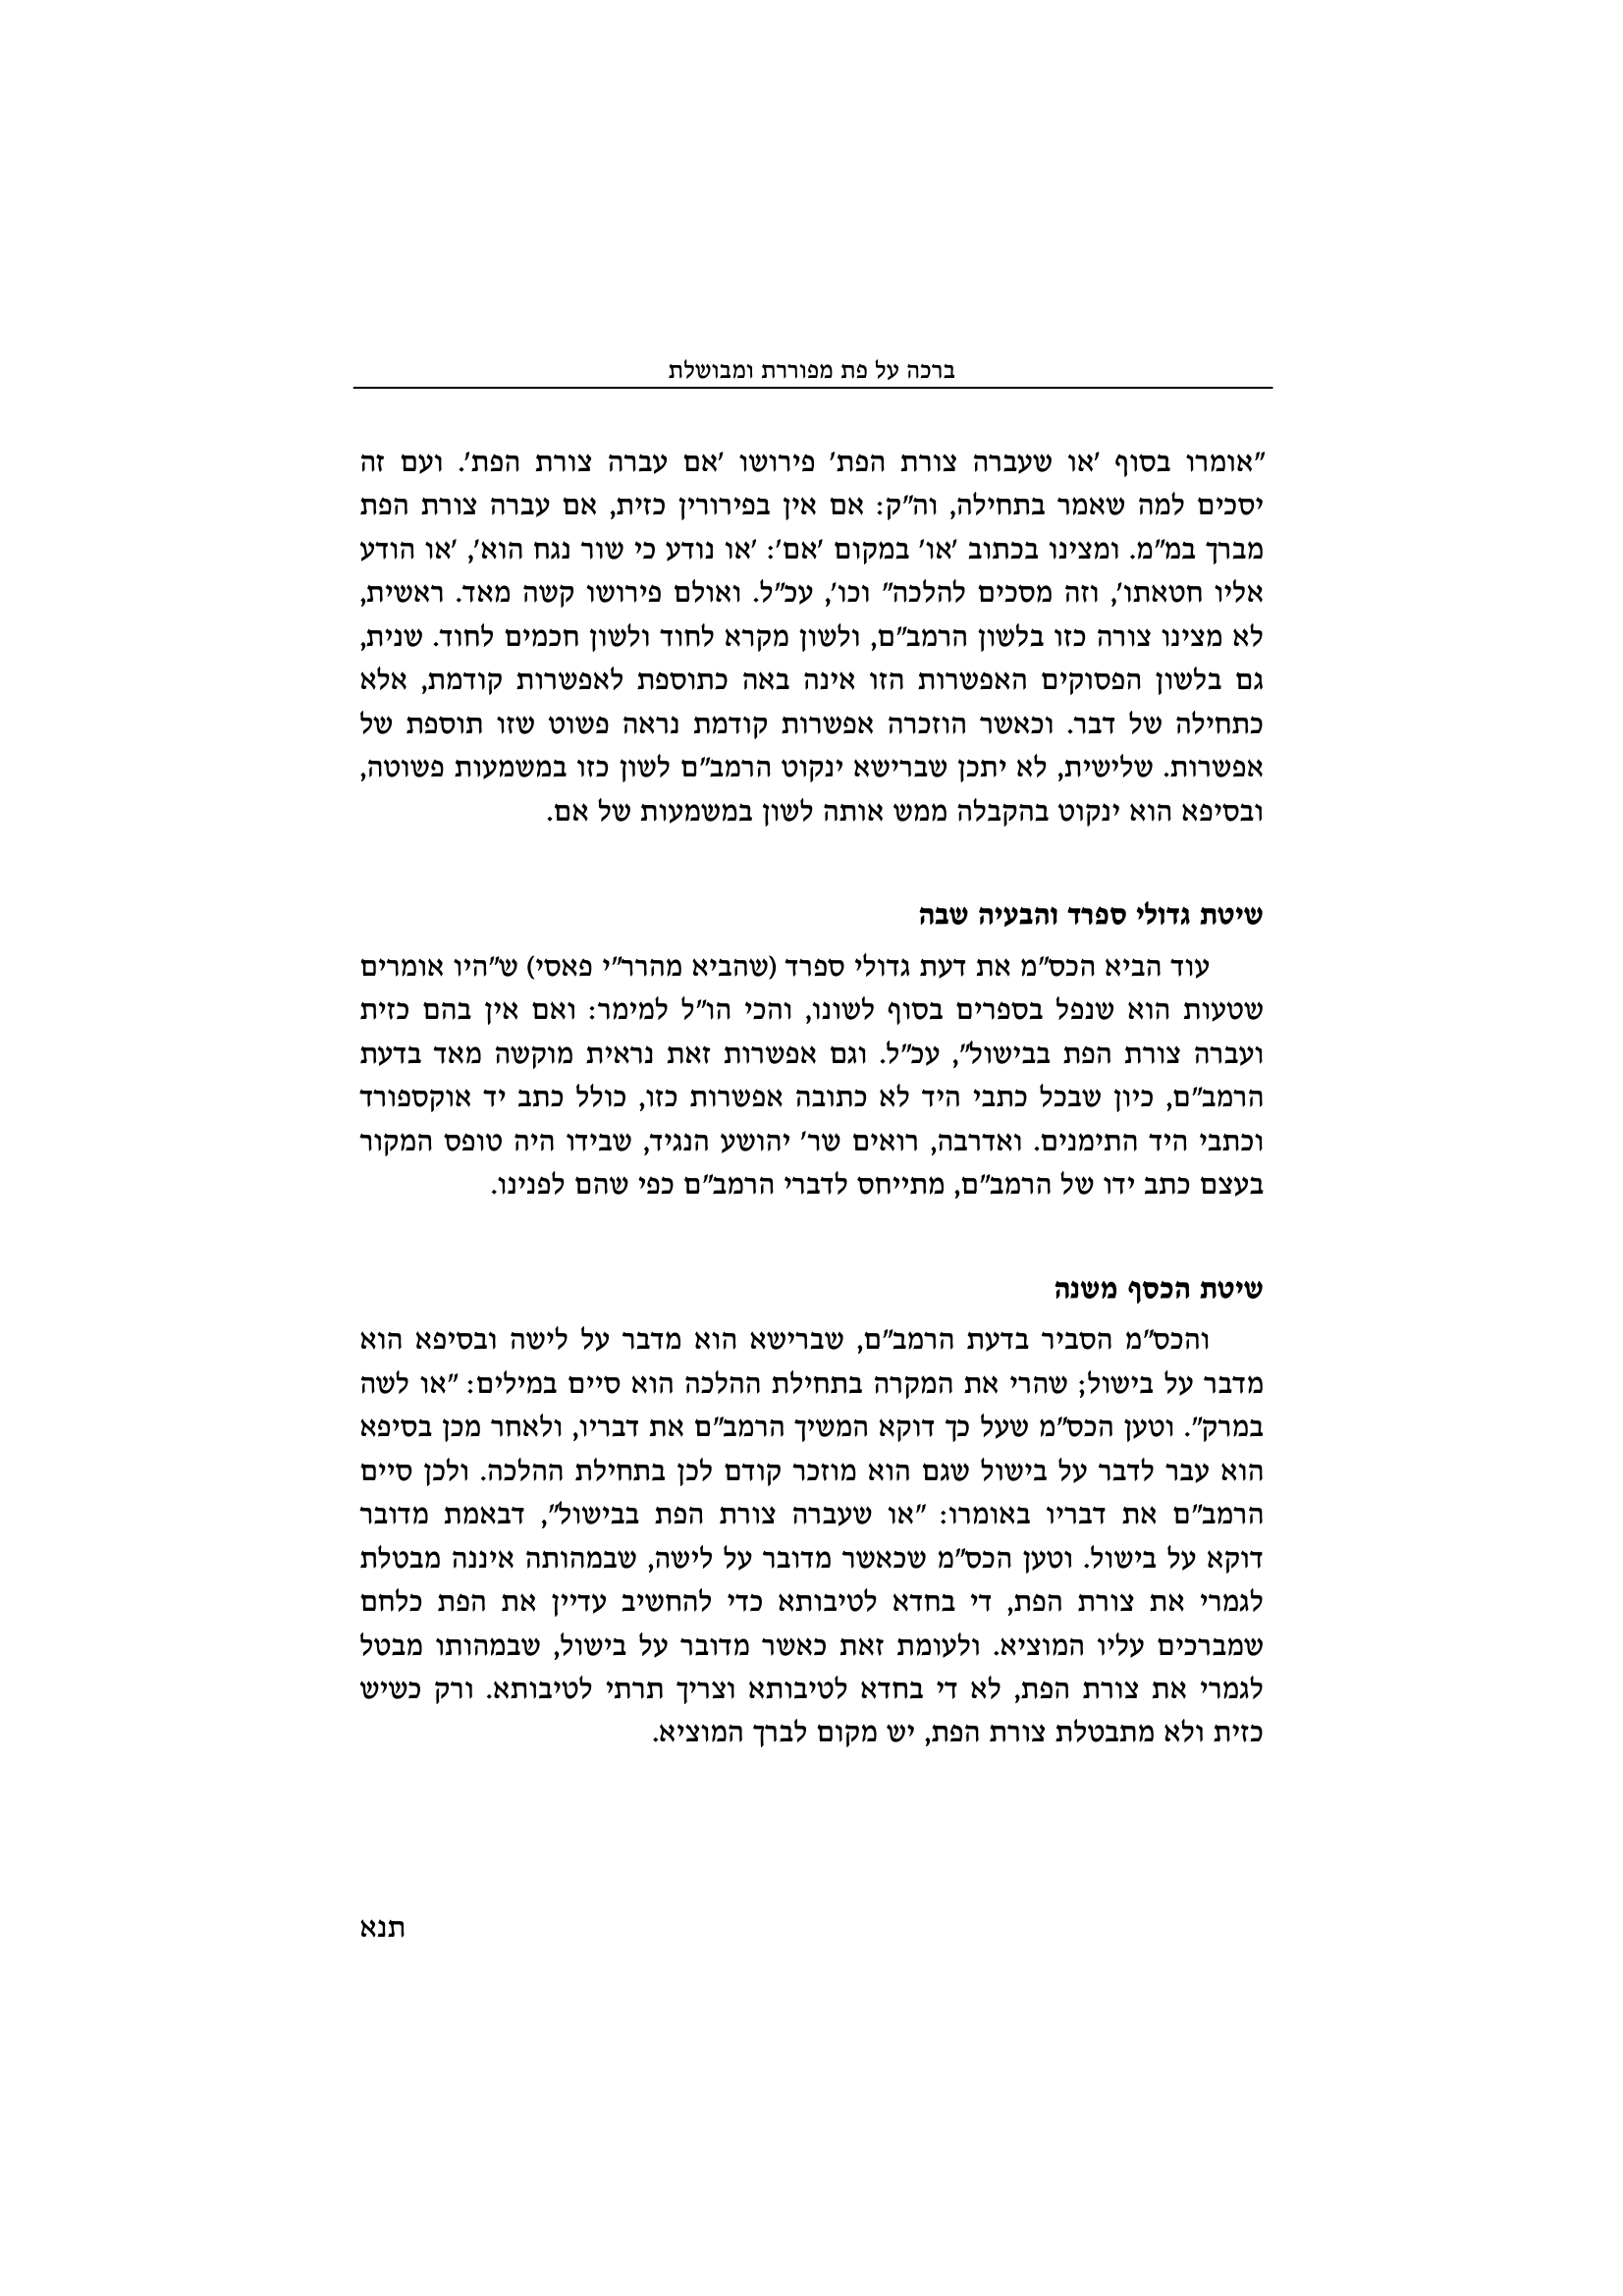 ברכה על פת מפוררת ומבושלת
"אומרו בסוף 'או שעברה צורת הפת' פירושו 'אם עברה צורת הפת'. ועם זה
יסכים למה שאמר בתחילה, וה"ק: אם אין בפירורין כזית, אם עברה צורת הפת
מברך במ"מ. ומצינו בכתוב 'או' במקום 'אם': 'או נודע כי שור נגח הוא', 'או הודע
אליו חטאתו', וזה מסכים להלכה" וכו', עכ"ל. ואולם פירושו קשה מאד. ראשית,
לא מצינו צורה כזו בלשון הרמב"ם, ולשון מקרא לחוד ולשון חכמים לחוד. שנית,
גם בלשון הפסוקים האפשרות הזו אינה באה כתוספת לאפשרות קודמת, אלא
כתחילה של דבר. וכאשר הוזכרה אפשרות קודמת נראה פשוט שזו תוספת של
אפשרות. שלישית, לא יתכן שברישא ינקוט הרמב"ם לשון כזו במשמעות פשוטה,
ובסיפא הוא ינקוט בהקבלה ממש אותה לשון במשמעות של אם.
שיטת גדולי ספרד והבעיה שבה
עוד הביא הכס"מ את דעת גדולי ספרד (שהביא מהרר"י פאסי) ש"היו אומרים
שטעות הוא שנפל בספרים בסוף לשונו, והכי הו"ל למימר: ואם אין בהם כזית
ועברה צורת הפת בבישול", עכ"ל. וגם אפשרות זאת נראית מוקשה מאד בדעת
הרמב"ם, כיון שבכל כתבי היד לא כתובה אפשרות כזו, כולל כתב יד אוקספורד
וכתבי היד התימנים. ואדרבה, רואים שר' יהושע הנגיד, שבידו היה טופס המקור
בעצם כתב ידו של הרמב"ם, מתייחס לדברי הרמב"ם כפי שהם לפנינו.
שיטת הכסף משנה
והכס"מ הסביר בדעת הרמב"ם, שברישא הוא מדבר על לישה ובסיפא הוא
מדבר על בישול; שהרי את המקרה בתחילת ההלכה הוא סיים במילים: "או לשה
במרק". וטען הכס"מ שעל כך דוקא המשיך הרמב"ם את דבריו, ולאחר מכן בסיפא
הוא עבר לדבר על בישול שגם הוא מוזכר קודם לכן בתחילת ההלכה. ולכן סיים
הרמב"ם את דבריו באומרו: "או שעברה צורת הפת בבישול", דבאמת מדובר
דוקא על בישול. וטען הכס"מ שכאשר מדובר על לישה, שבמהותה איננה מבטלת
לגמרי את צורת הפת, די בחדא לטיבותא כדי להחשיב עדיין את הפת כלחם
שמברכים עליו המוציא. ולעומת זאת כאשר מדובר על בישול, שבמהותו מבטל
לגמרי את צורת הפת, לא די בחדא לטיבותא וצריך תרתי לטיבותא. ורק כשיש
כזית ולא מתבטלת צורת הפת, יש מקום לברך המוציא.
תנא